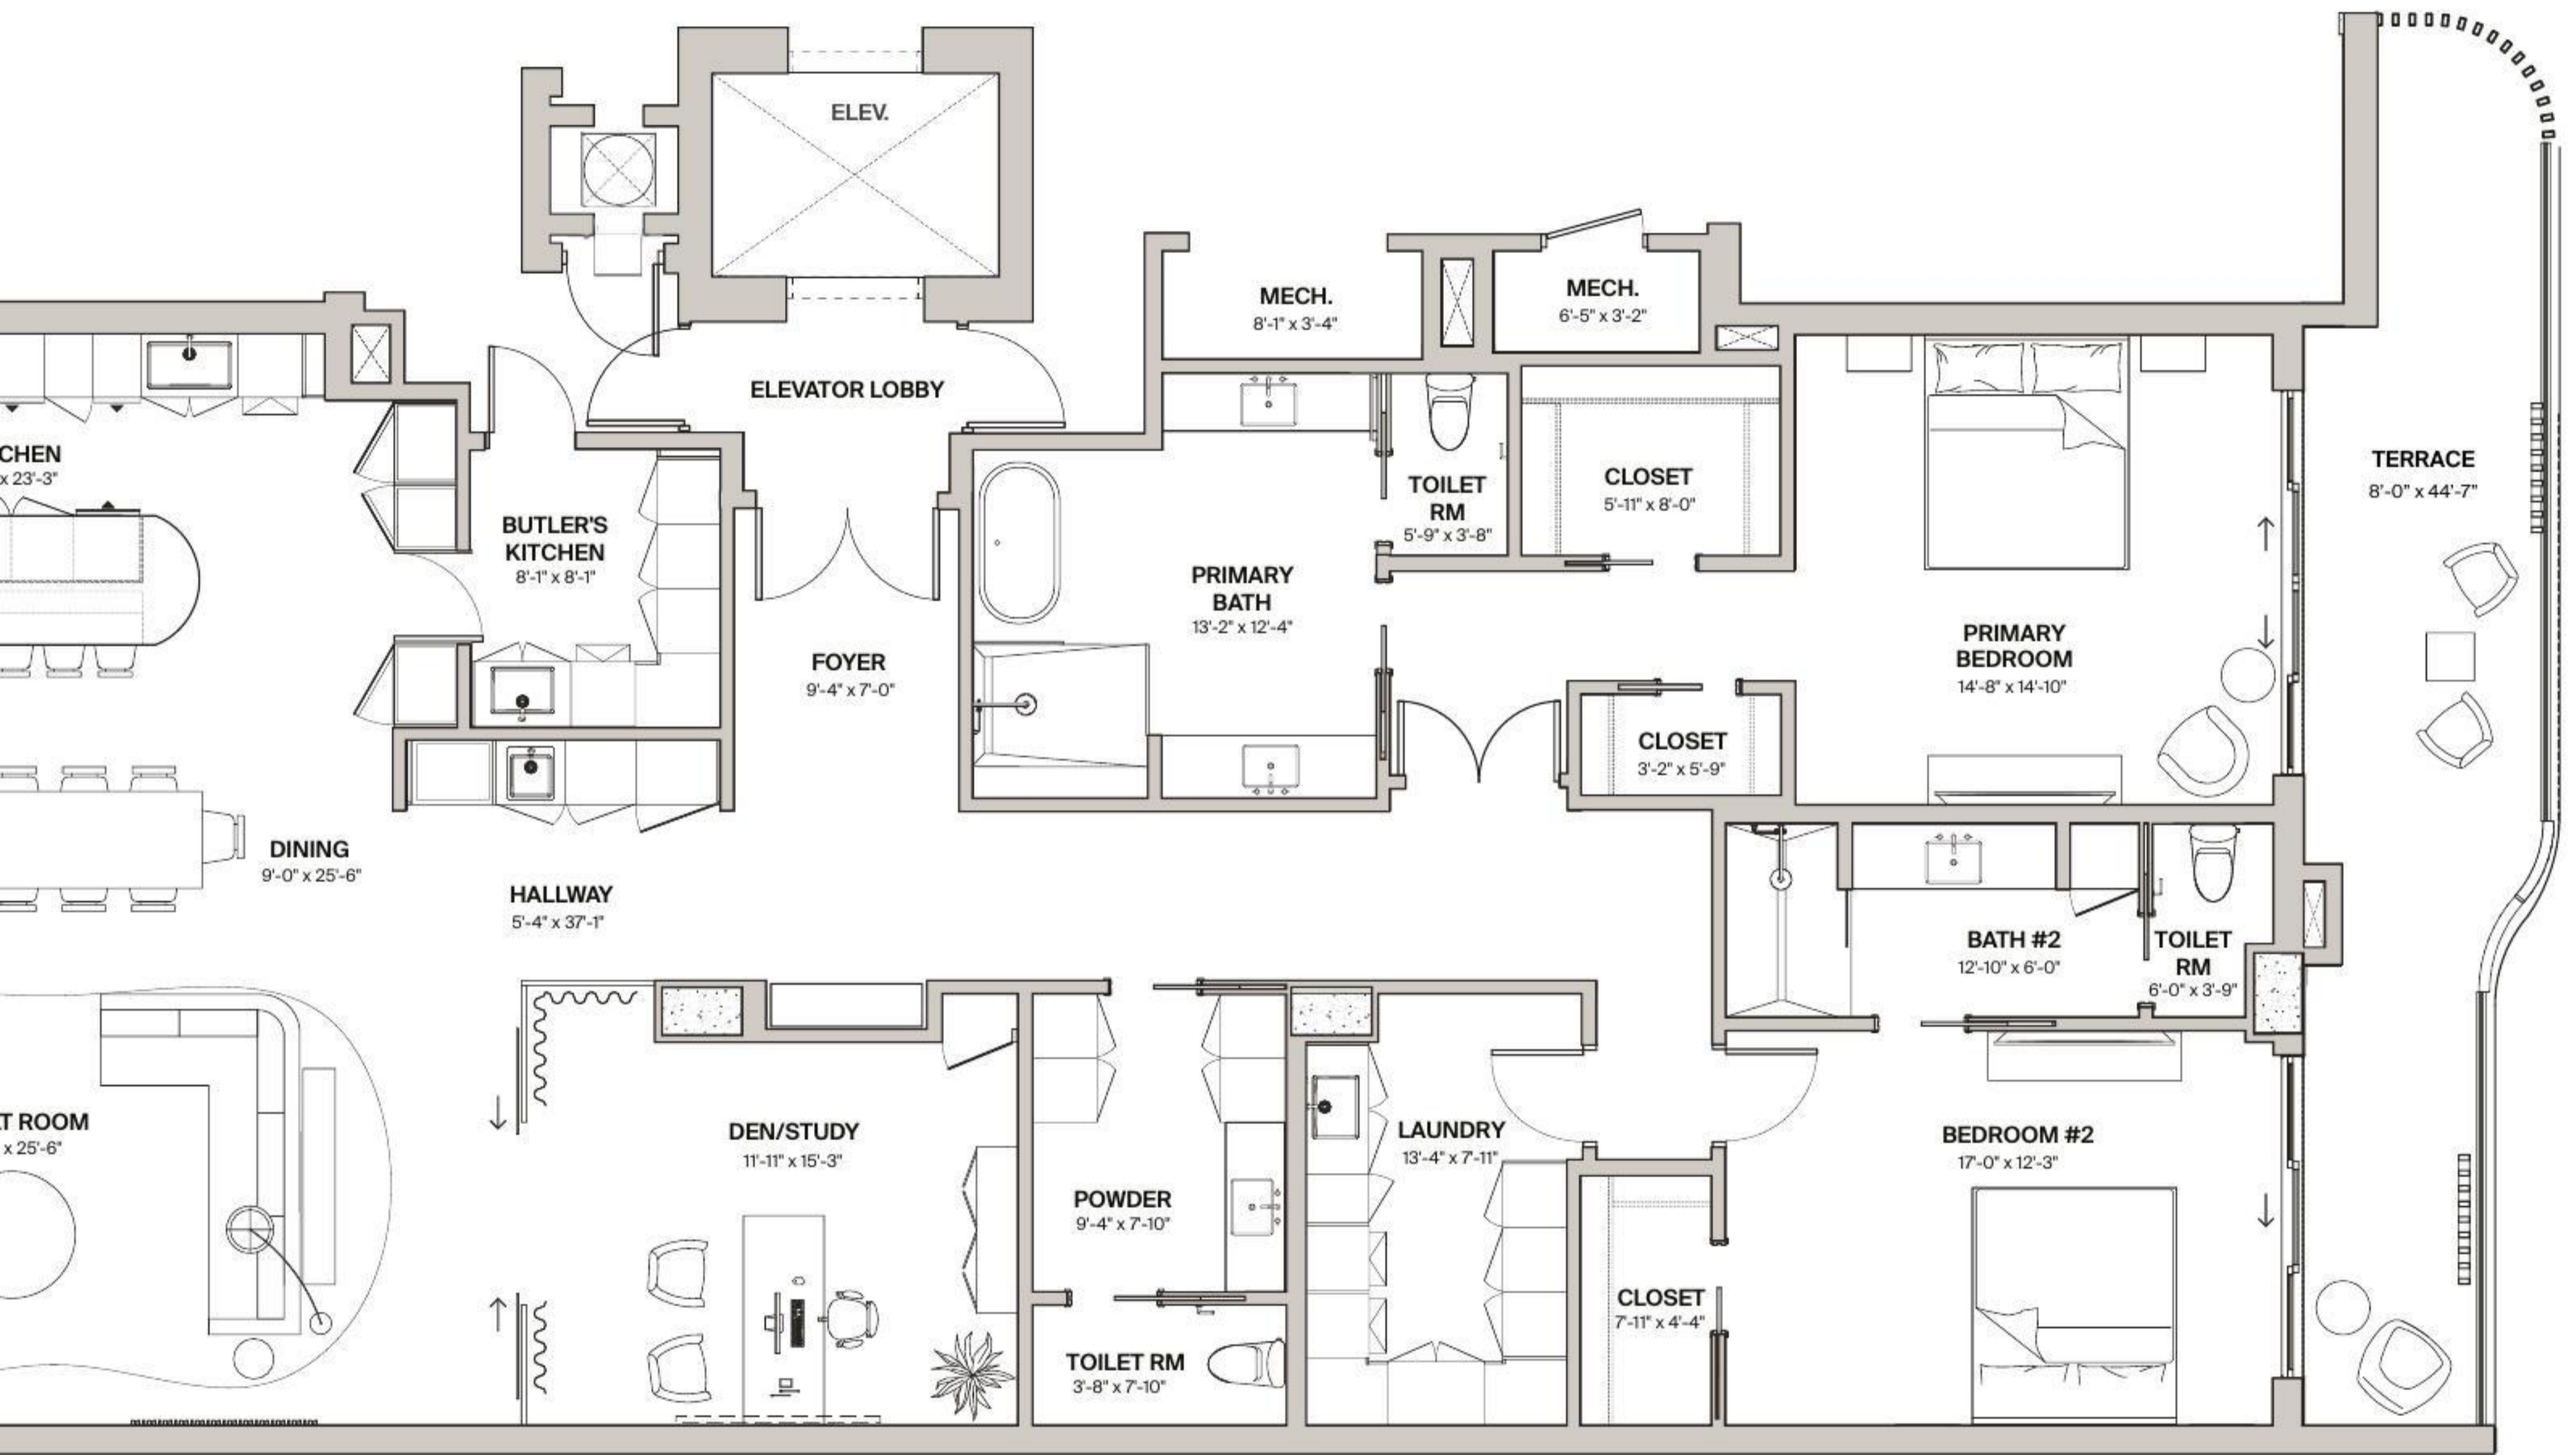 ELEV.
MECH.
8'-1" x 3'-4"
MECH.
6'-5" x 3'-2"
ELEVATOR LOBBY
CHEN
x 23'-3"
BUTLER'S
KITCHEN
8'-1" x 8'-1"
TOILET
RM
5'-9" x 3'-8"
CLOSET
5'-11" x 8'-0"
TERRACE
8'-0" x 44'-7"
PRIMARY
BATH
13'-2" x 12'-4"
FOYER
9'-4" x 7'-0"
PRIMARY
BEDROOM
14'-8" x 14'-10"
CLOSET
3'-2" x 5'-9"
DINING
9'-0" x 25'-6"
HALLWAY
5'-4" x 37'-1"
BATH #2
12'-10" x 6'-0"
TOILET
RM
6'-0" x 3'-9"
T ROOM
x 25'-6"
DEN/STUDY
11'-11" x 15'-3"
LAUNDRY
13'-4" x 7'-11"
BEDROOM #2
17'-0" x 12'-3"
POWDER
9'-4" x 7'-10"
CLOSET
7'-11" x 4'-4"
TOILET RM
3'-8" x 7'-10"